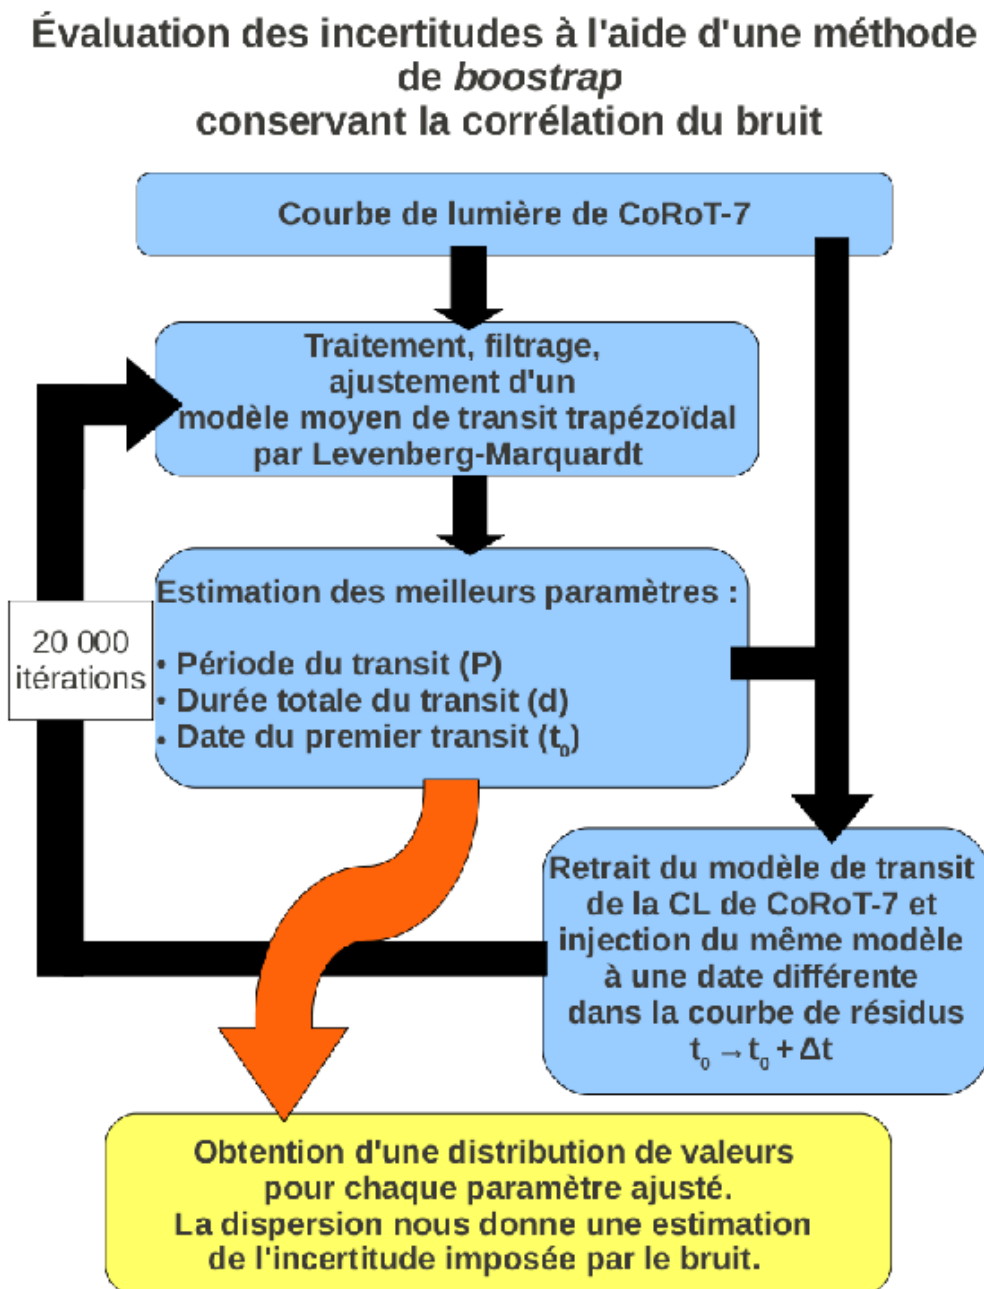 Évaluation des incertitudes à l'aide d'une méthode
de boostrap
conservant la corrélation du bruit
Courbe de lumière de CoRoT-7
Traitement, filtrage,
ajustement d'un
modèle moyen de transit trapézoïdal
par Levenberg-Marquardt
Estimation des meilleurs paramètres :
• Période du transit (P)
• Durée totale du transit (d)
• Date du premier transit (t₀)
20 000
itérations
Retrait du modèle de transit
de la CL de CoRoT-7 et
injection du même modèle
à une date différente
dans la courbe de résidus
t₀ → t₀ + Δt
Obtention d'une distribution de valeurs
pour chaque paramètre ajusté.
La dispersion nous donne une estimation
de l'incertitude imposée par le bruit.